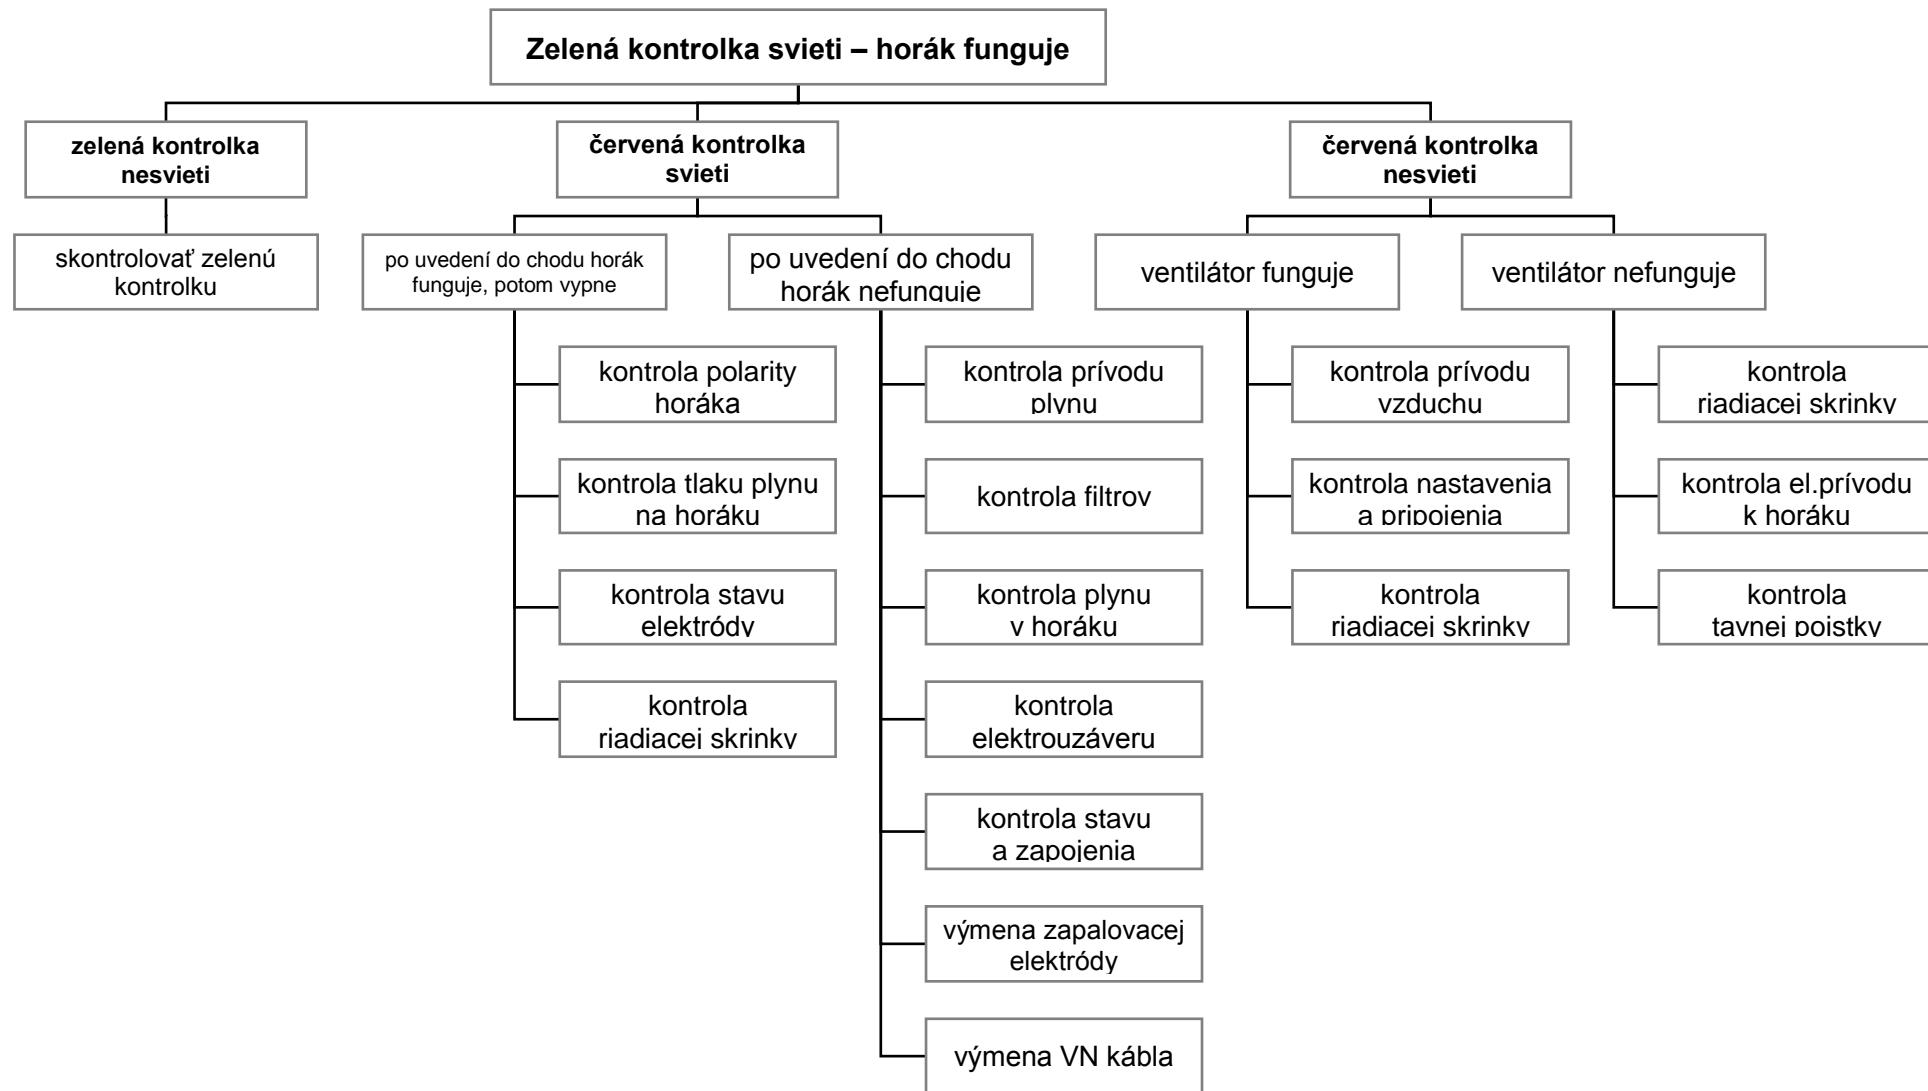 Zelená kontrolka svieti – horák funguje
zelená kontrolka
nesvieti
červená kontrolka
svieti
červená kontrolka
nesvieti
skontrolovať zelenú
kontrolku
po uvedení do chodu horák
funguje, potom vypne
po uvedení do chodu
horák nefunguje
ventilátor funguje
ventilátor nefunguje
kontrola polarity
horáka
kontrola tlaku plynu
na horáku
kontrola stavu
elektródy
kontrola
riadiacej skrinky
kontrola prívodu
plynu
kontrola filtrov
kontrola plynu
v horáku
kontrola
elektrouzáveru
kontrola stavu
a zapojenia
výmena zapalovacej
elektródy
výmena VN kábla
kontrola prívodu
vzduchu
kontrola nastavenia
a pripojenia
kontrola
riadiacej skrinky
kontrola
riadiacej skrinky
kontrola el.prívodu
k horáku
kontrola
tavnej poistky